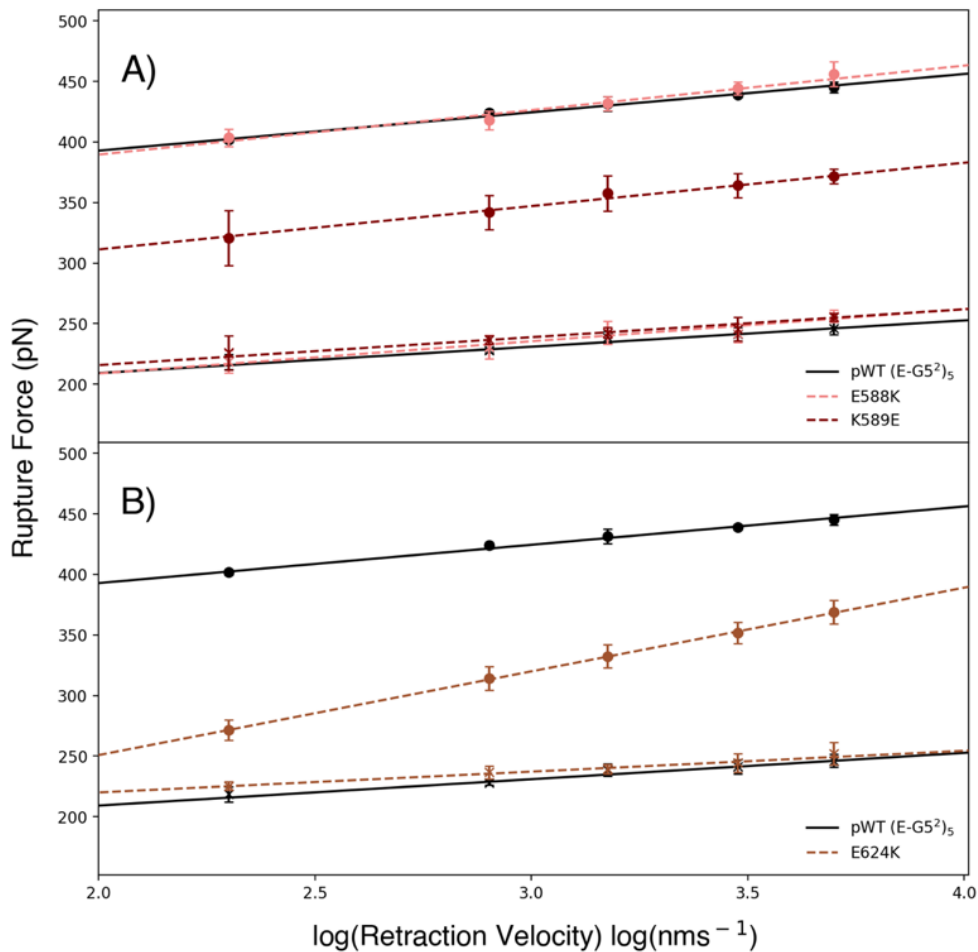 A)
500
450
400
350
300
250
200
pWT (E-G5²)₅
E588K
K589E
Rupture Force (pN)
B)
500
450
400
350
300
250
200
pWT (E-G5²)₅
E624K
2.0 2.5 3.0 3.5 4.0
log(Retraction Velocity) log(nms⁻¹)